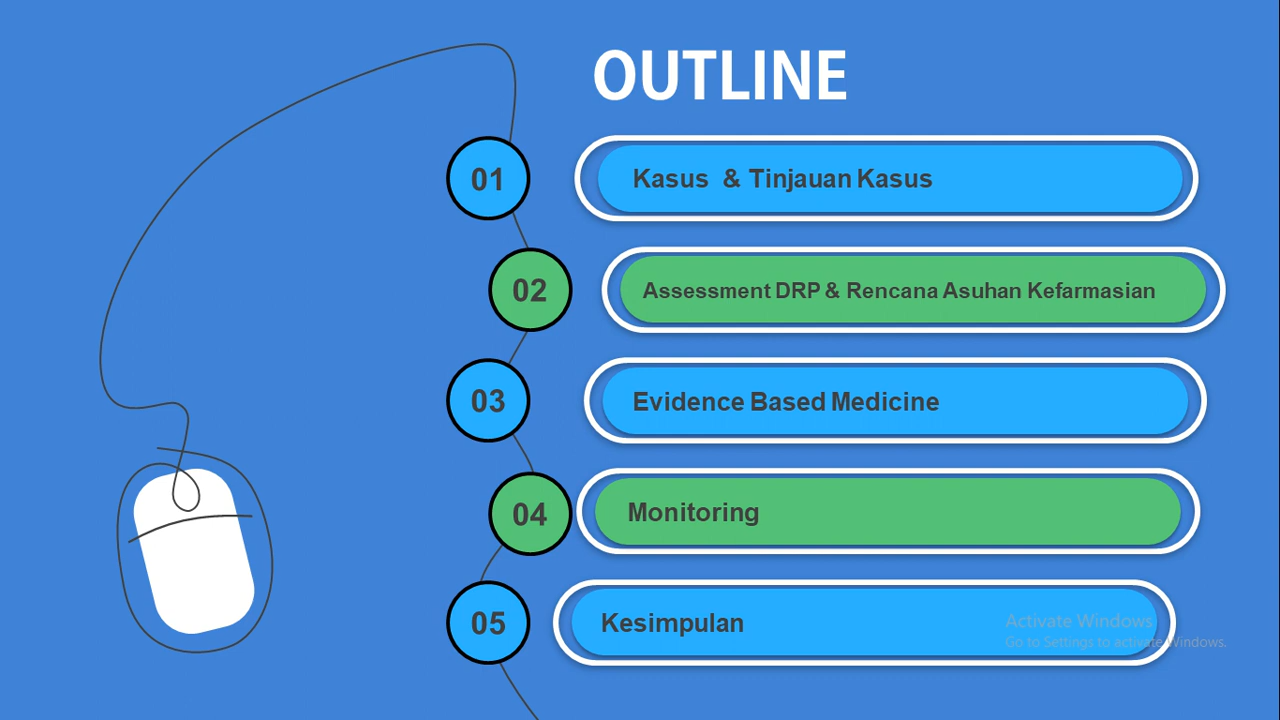 OUTLINE
01
Kasus & Tinjauan Kasus
02
Assessment DRP & Rencana Asuhan Kefarmasian
03
Evidence Based Medicine
04
Monitoring
05
Kesimpulan
Activate Windows
Go to Settings to activate Windows.